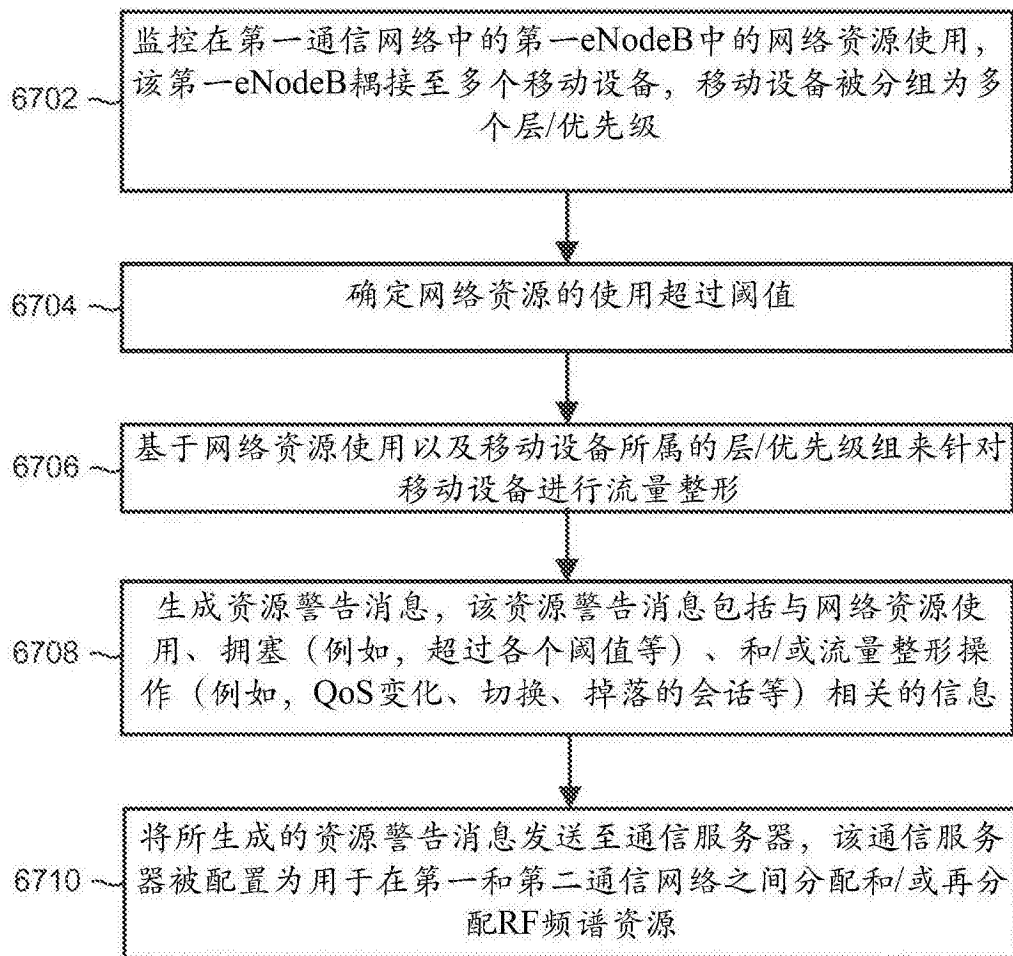 监控在第一通信网络中的第一eNodeB中的网络资源使用，
该第一eNodeB耦接至多个移动设备，移动设备被分组为多
个层/优先级
6702
确定网络资源的使用超过阈值
6704
基于网络资源使用以及移动设备所属的层/优先级组来针对
移动设备进行流量整形
6706
生成资源警告消息，该资源警告消息包括与网络资源使
用、拥塞（例如，超过各个阈值等）、和/或流量整形操
作（例如，QoS变化、切换、掉落的会话等）相关的信息
6708
将所生成的资源警告消息发送至通信服务器，该通信服务
器被配置为用于在第一和第二通信网络之间分配和/或再分
配RF频谱资源
6710